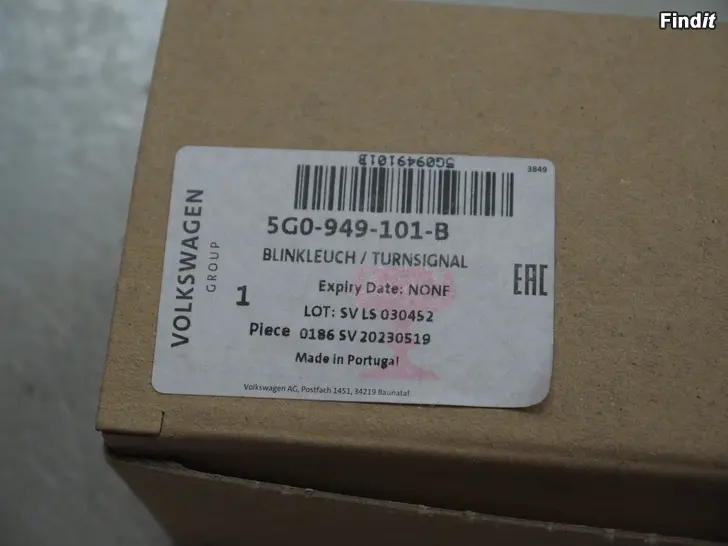 Findit
5G0949101B
3849
5G0-949-101-B
BLINKLEUCH / TURNSIGNAL
VOLKSWAGEN
GROUP
EAC
1
Expiry Date: NONE
LOT: SV LS 030452
Piece 0186 SV 20230519
Made in Portugal
Volkswagen AG, Postfach 1451, 34219 Baunatal